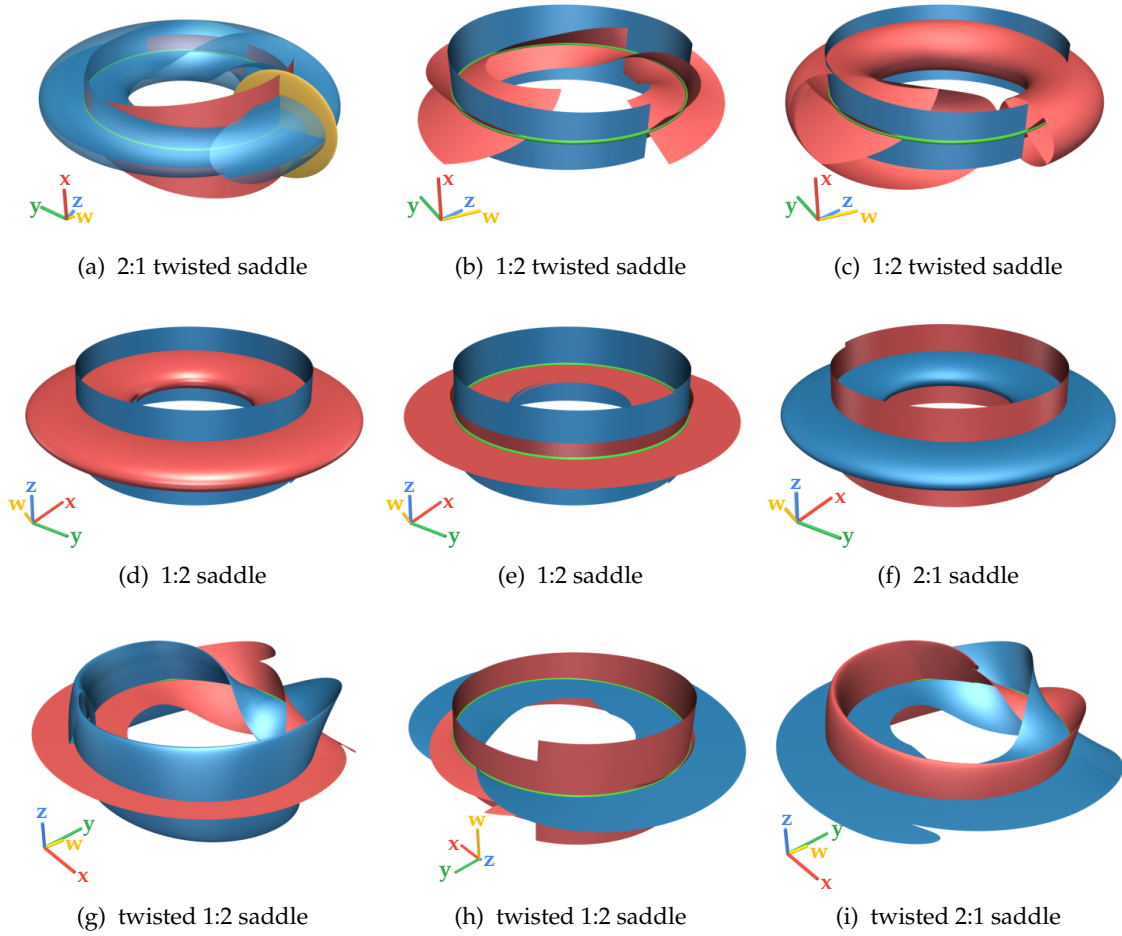 x
y
z
w
x
y
z
w
x
y
z
w
(a) 2:1 twisted saddle
(b) 1:2 twisted saddle
(c) 1:2 twisted saddle
z
w
x
y
z
w
x
y
z
w
x
y
(d) 1:2 saddle
(e) 1:2 saddle
(f) 2:1 saddle
z
y
w
x
w
x
y
z
z
y
w
x
(g) twisted 1:2 saddle
(h) twisted 1:2 saddle
(i) twisted 2:1 saddle